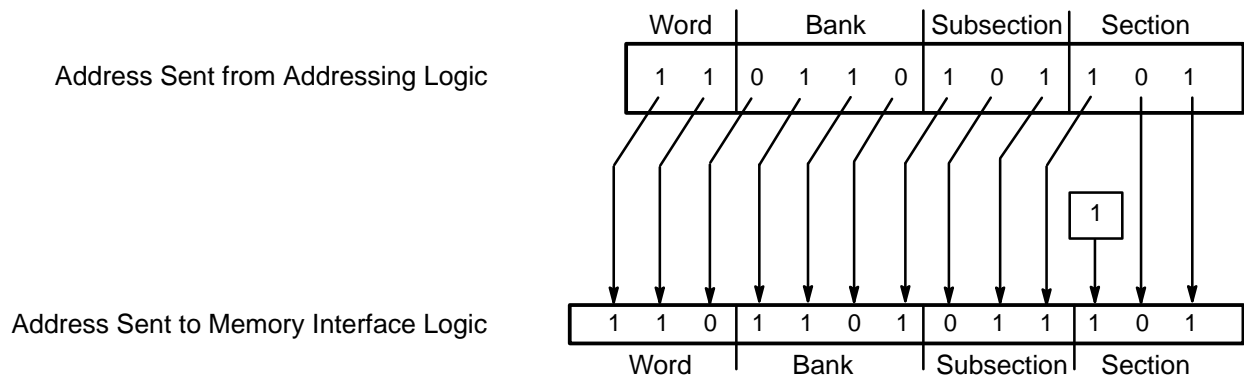 Word Bank Subsection Section
Address Sent from Addressing Logic 1 1 0 1 1 0 1 0 1 1 0 1
1
Address Sent to Memory Interface Logic 1 1 0 1 1 0 1 0 1 1 1 0 1
Word Bank Subsection Section